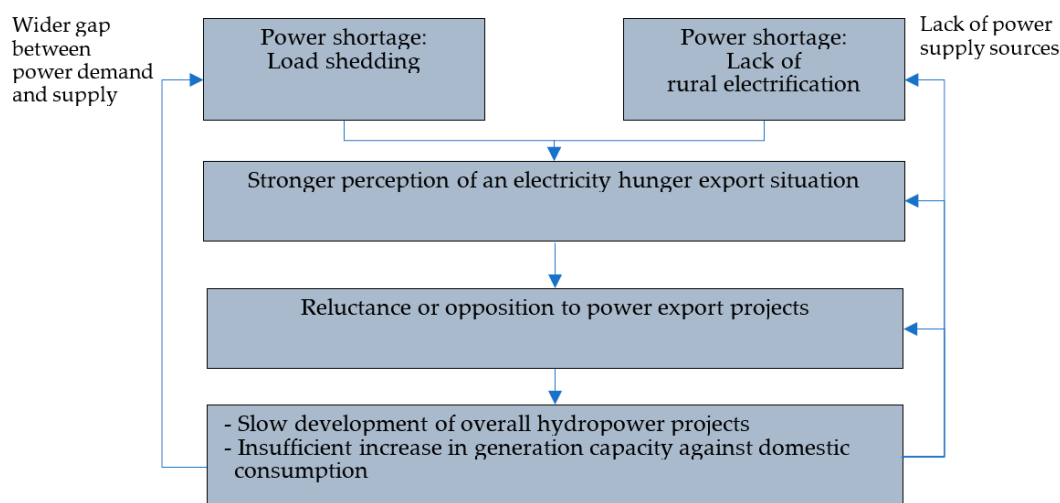 Wider gap
between
power demand
and supply
Power shortage:
Load shedding
Power shortage:
Lack of
rural electrification
Lack of power
supply sources
Stronger perception of an electricity hunger export situation
Reluctance or opposition to power export projects
- Slow development of overall hydropower projects
- Insufficient increase in generation capacity against domestic
consumption